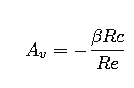 A_v = -\frac{\beta Rc}{Re}